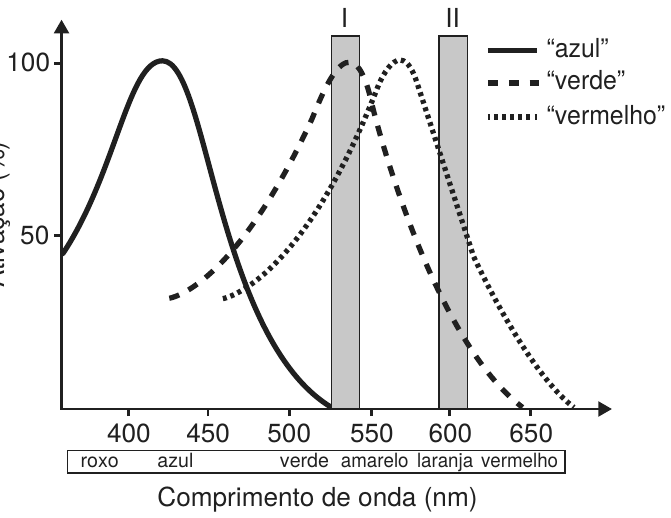 I II
100
50
Ativação (%)
"azul"
"verde"
"vermelho"
400 450 500 550 600 650
roxo azul verde amarelo laranja vermelho
Comprimento de onda (nm)